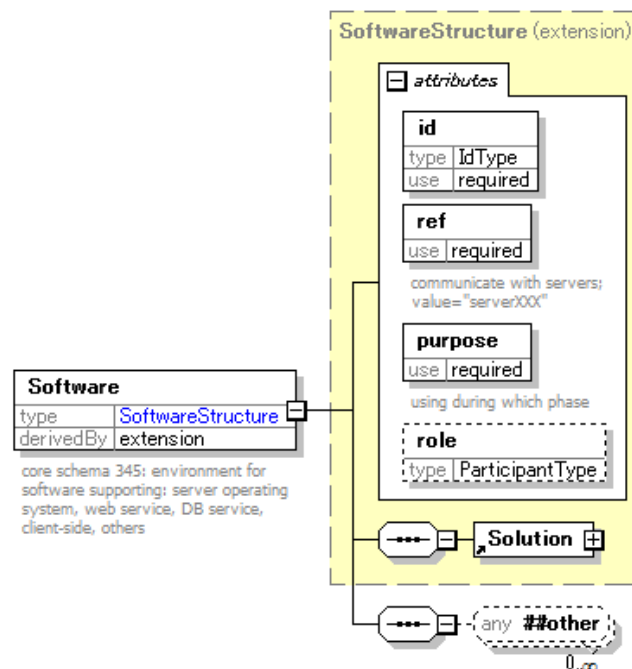 SoftwareStructure (extension)
attributes
id
type IdType
use required
ref
use required
communicate with servers;
value="serverXXX"
purpose
use required
using during which phase
role
type ParticipantType
Software
type SoftwareStructure
derivedBy extension
core schema 345: environment for
software supporting: server operating
system, web service, DB service,
client-side, others
Solution
any ##other
0..∞